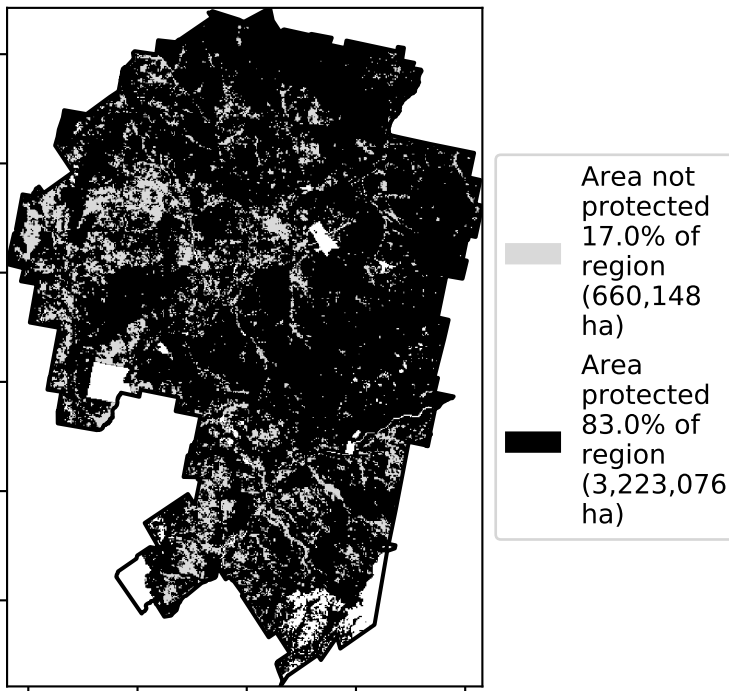 Area not
protected
17.0% of
region
(660,148
ha)
Area
protected
83.0% of
region
(3,223,076
ha)